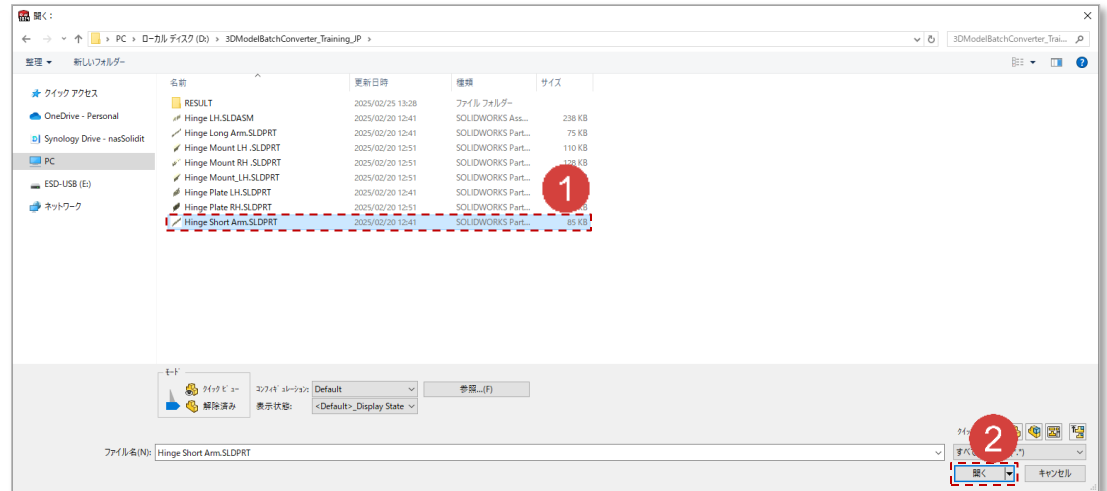 開く:
PC › ローカル ディスク (D:) › 3DModelBatchConverter_Training_JP ›
3DModelBatchConverter_Trai...
整理 新しいフォルダー
名前 更新日時 種類 サイズ
クイック アクセス
OneDrive - Personal
Synology Drive - nasSolidit
PC
ESD-USB (E:)
ネットワーク
RESULT 2025/02/25 13:28 ファイル フォルダー
Hinge LH.SLDASM 2025/02/20 12:41 SOLIDWORKS Ass... 238 KB
Hinge Long Arm.SLDPRT 2025/02/20 12:41 SOLIDWORKS Part... 75 KB
Hinge Mount LH .SLDPRT 2025/02/20 12:51 SOLIDWORKS Part... 110 KB
Hinge Mount RH .SLDPRT 2025/02/20 12:51 SOLIDWORKS Part... 128 KB
Hinge Mount_LH.SLDPRT 2025/02/20 12:51 SOLIDWORKS Part...
Hinge Plate LH.SLDPRT 2025/02/20 12:41 SOLIDWORKS Part...
Hinge Plate RH.SLDPRT 2025/02/20 12:51 SOLIDWORKS Part... KB
Hinge Short Arm.SLDPRT 2025/02/20 12:41 SOLIDWORKS Part... 85 KB
1
モード
クイック ビュー コンフィギュレーション: Default 参照...(F)
解除済み 表示状態: <Default>_Display State
2
ファイル名(N): Hinge Short Arm.SLDPRT
開く キャンセル